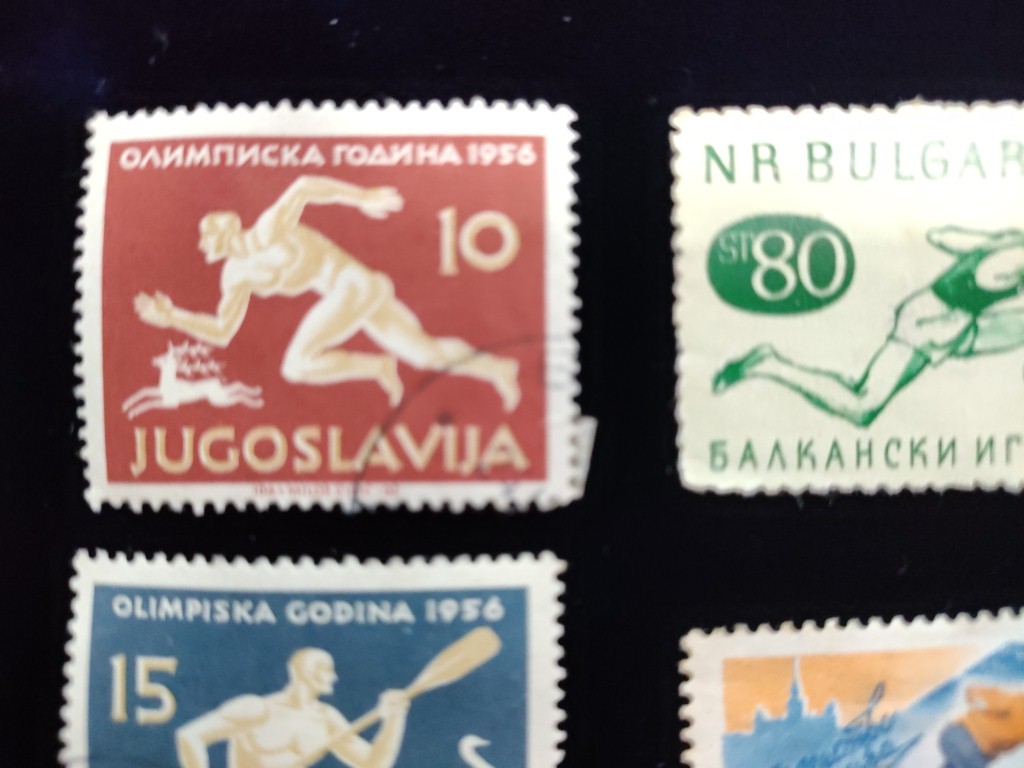 ОЛИМПИСКА ГОДИНА 1956
10
JUGOSLAVIJA
NR BULGAR
ST 80
БАЛКАНСКИ ИГ
OLIMPISKA GODINA 1956
15